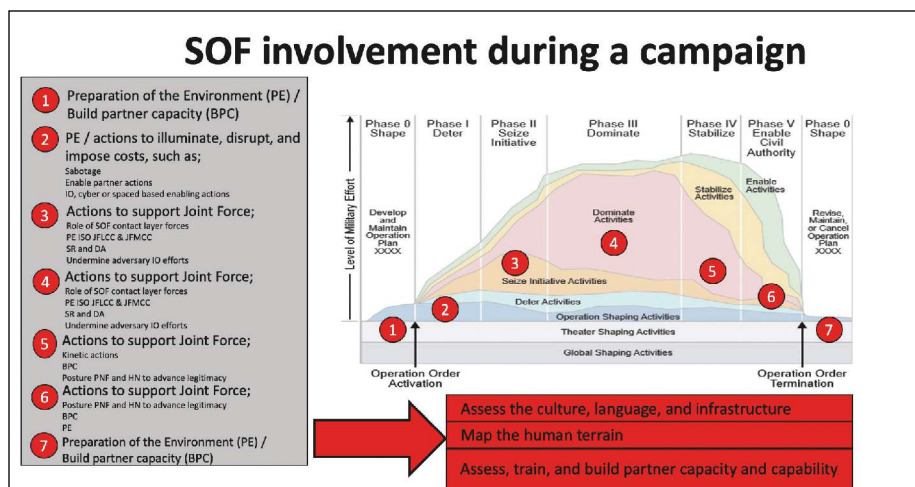 SOF involvement during a campaign
1 Preparation of the Environment (PE) /
Build partner capacity (BPC)
2 PE / actions to illuminate, disrupt, and
impose costs, such as;
Sabotage
Enable partner actions
IO, cyber or spaced based enabling actions
3 Actions to support Joint Force;
Role of SOF contact layer forces
PE ISO JFLCC & JFMCC
SR and DA
Undermine adversary IO efforts
4 Actions to support Joint Force;
Role of SOF contact layer forces
PE ISO JFLCC & JFMCC
SR and DA
Undermine adversary IO efforts
5 Actions to support Joint Force;
Kinetic actions
BPC
Posture PNF and HN to advance legitimacy
6 Actions to support Joint Force;
Posture PNF and HN to advance legitimacy
BPC
PE
7 Preparation of the Environment (PE) /
Build partner capacity (BPC)
Level of Military Effort
Phase 0
Shape
Phase I
Deter
Phase II
Seize
Initiative
Phase III
Dominate
Phase IV
Stabilize
Phase V
Enable
Civil
Authority
Phase 0
Shape
Develop
and
Maintain
Operation
Plan
XXXX
Dominate
Activities
Stabilize
Activities
Enable
Activities
Revise,
Maintain,
or Cancel
Operation
Plan
XXXX
4
3
5
Seize Initiative Activities
6
Deter Activities
2
Operation Shaping Activities
1
7
Theater Shaping Activities
Global Shaping Activities
Operation Order
Activation
Operation Order
Termination
Assess the culture, language, and infrastructure
Map the human terrain
Assess, train, and build partner capacity and capability